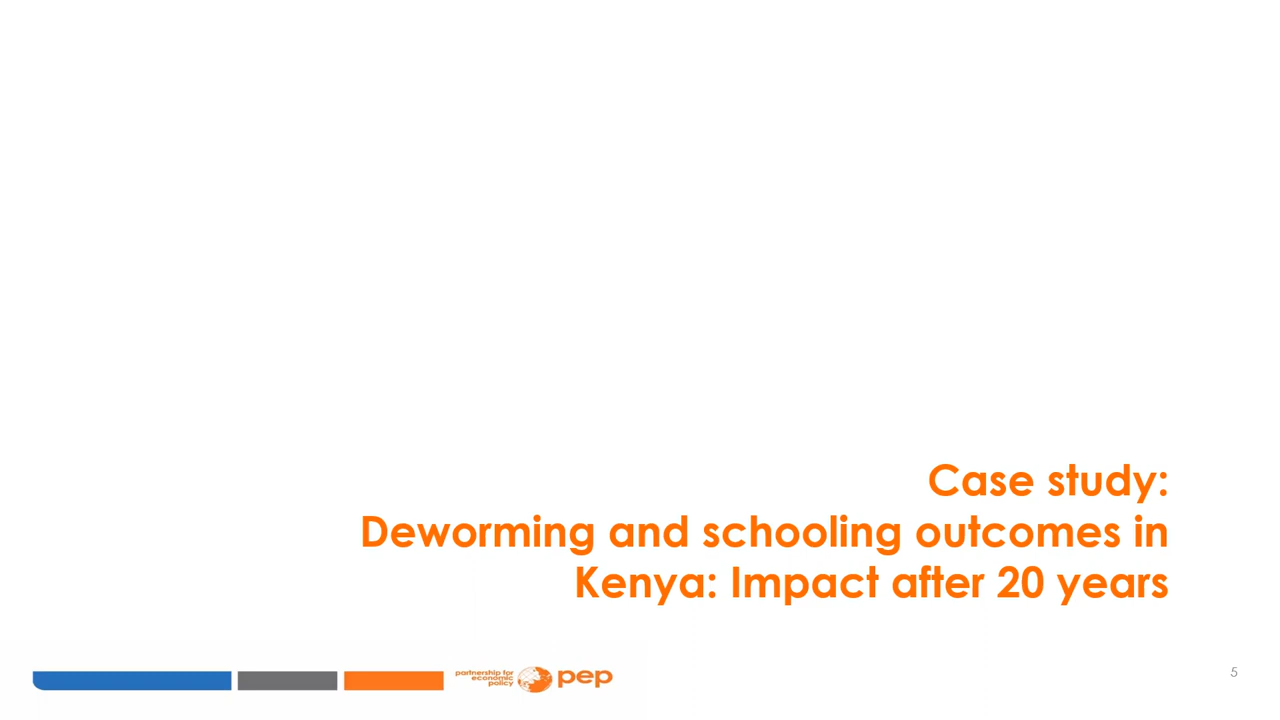 Case study:
Deworming and schooling outcomes in
Kenya: Impact after 20 years
partnership for
economic
policy
pep
5